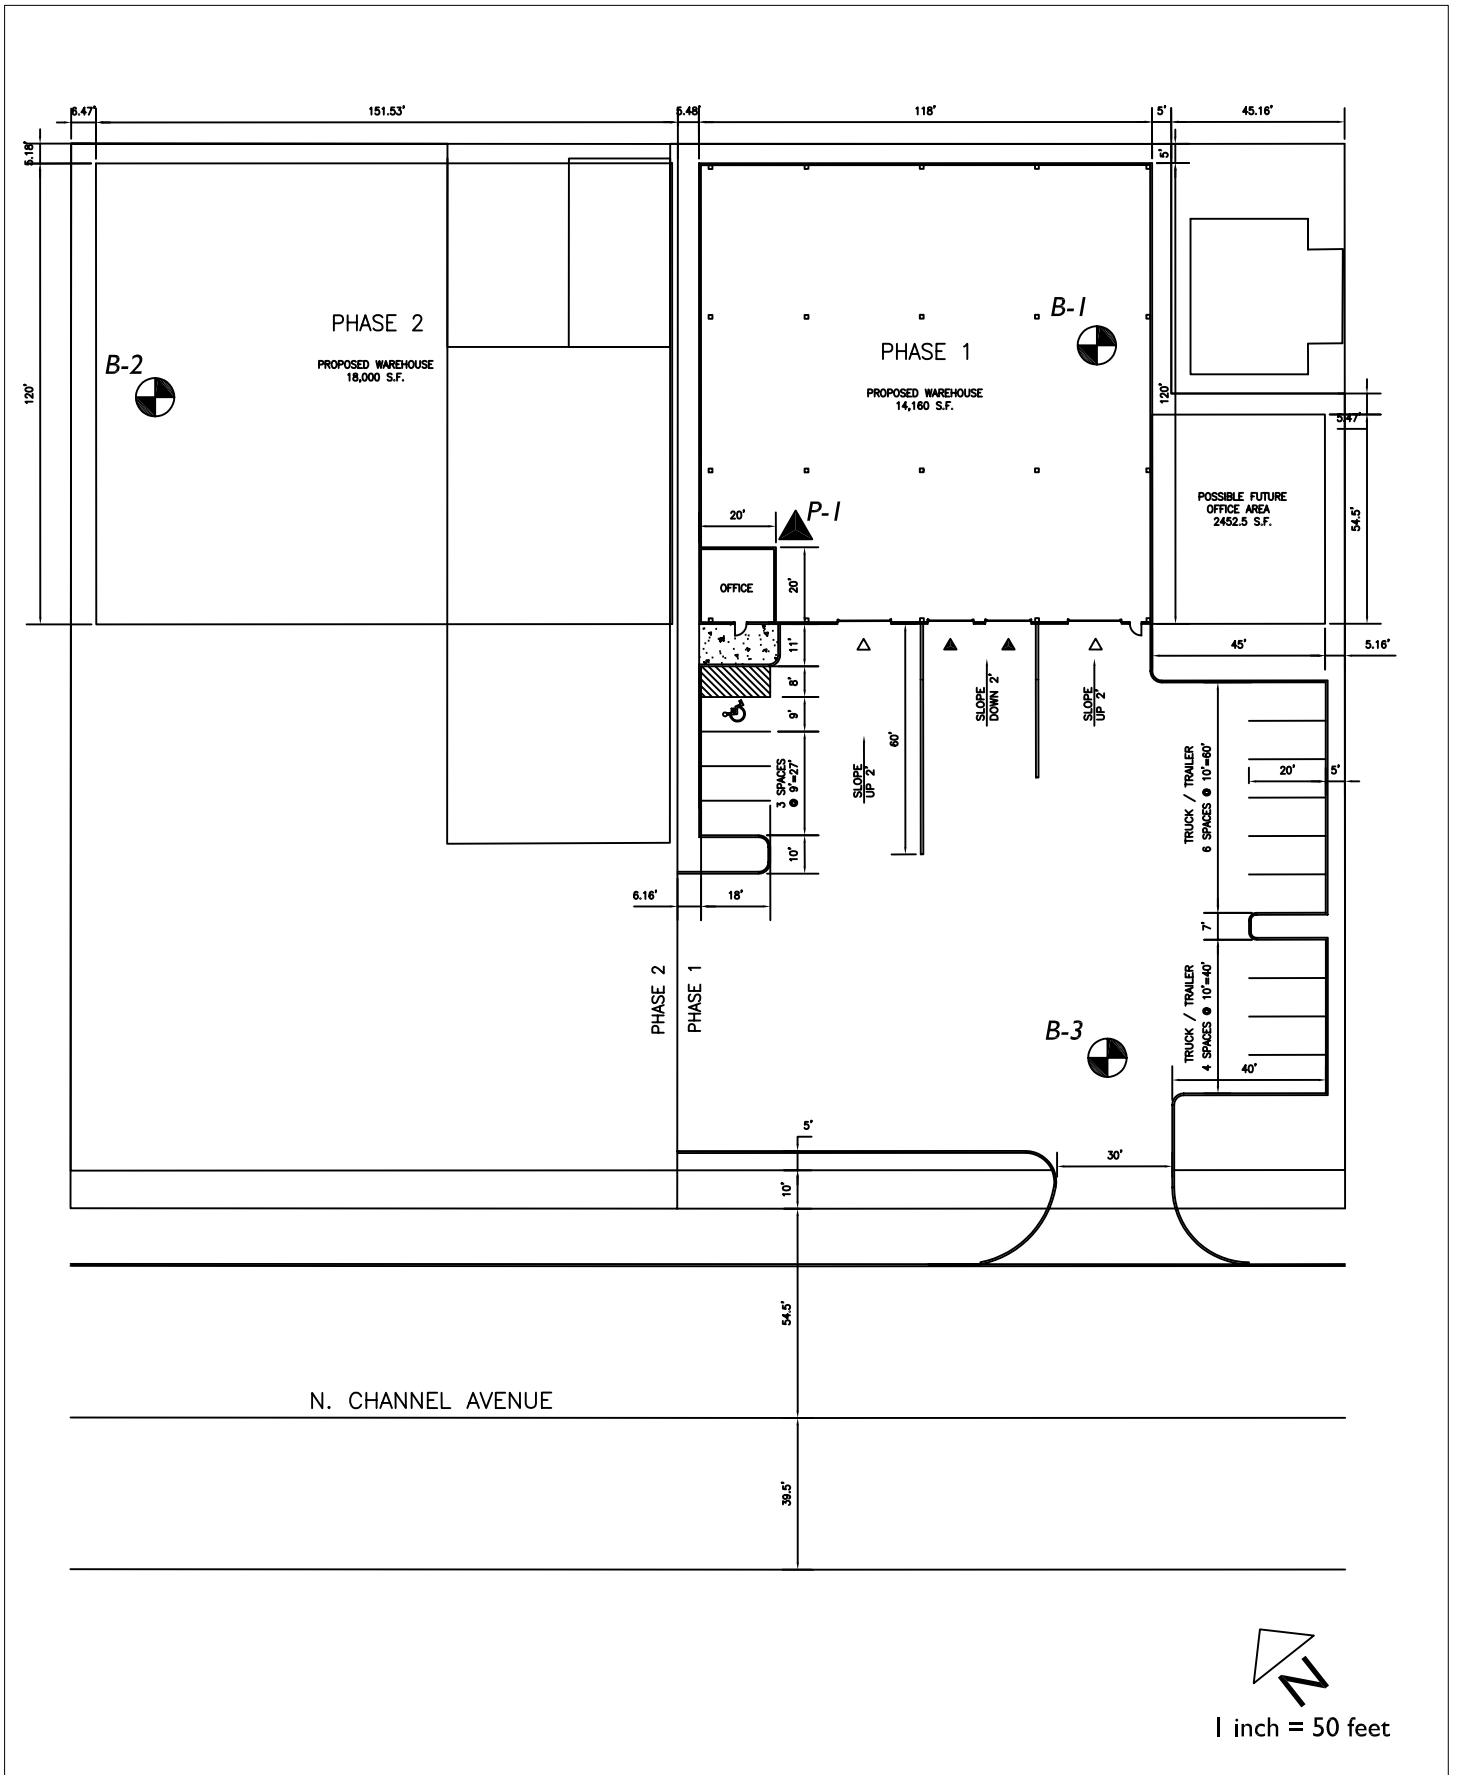 6.47'
151.53'
5.48'
118'
5'
45.16'
5.18'
5'
PHASE 2
PROPOSED WAREHOUSE
18,000 S.F.
B-2
120'
B-1
PHASE 1
PROPOSED WAREHOUSE
14,160 S.F.
120'
5.47'
POSSIBLE FUTURE
OFFICE AREA
2452.5 S.F.
54.5'
20'
P-1
OFFICE
20'
11'
8'
9'
3 SPACES
@ 9'=27'
10'
6.16'
18'
60'
SLOPE
UP 2'
SLOPE
DOWN 2'
SLOPE
UP 2'
45'
5.16'
TRUCK / TRAILER
6 SPACES @ 10'=60'
20'
5'
7'
TRUCK / TRAILER
4 SPACES @ 10'=40'
40'
PHASE 2
PHASE 1
B-3
5'
30'
10'
54.5'
N. CHANNEL AVENUE
39.5'
N
1 inch = 50 feet